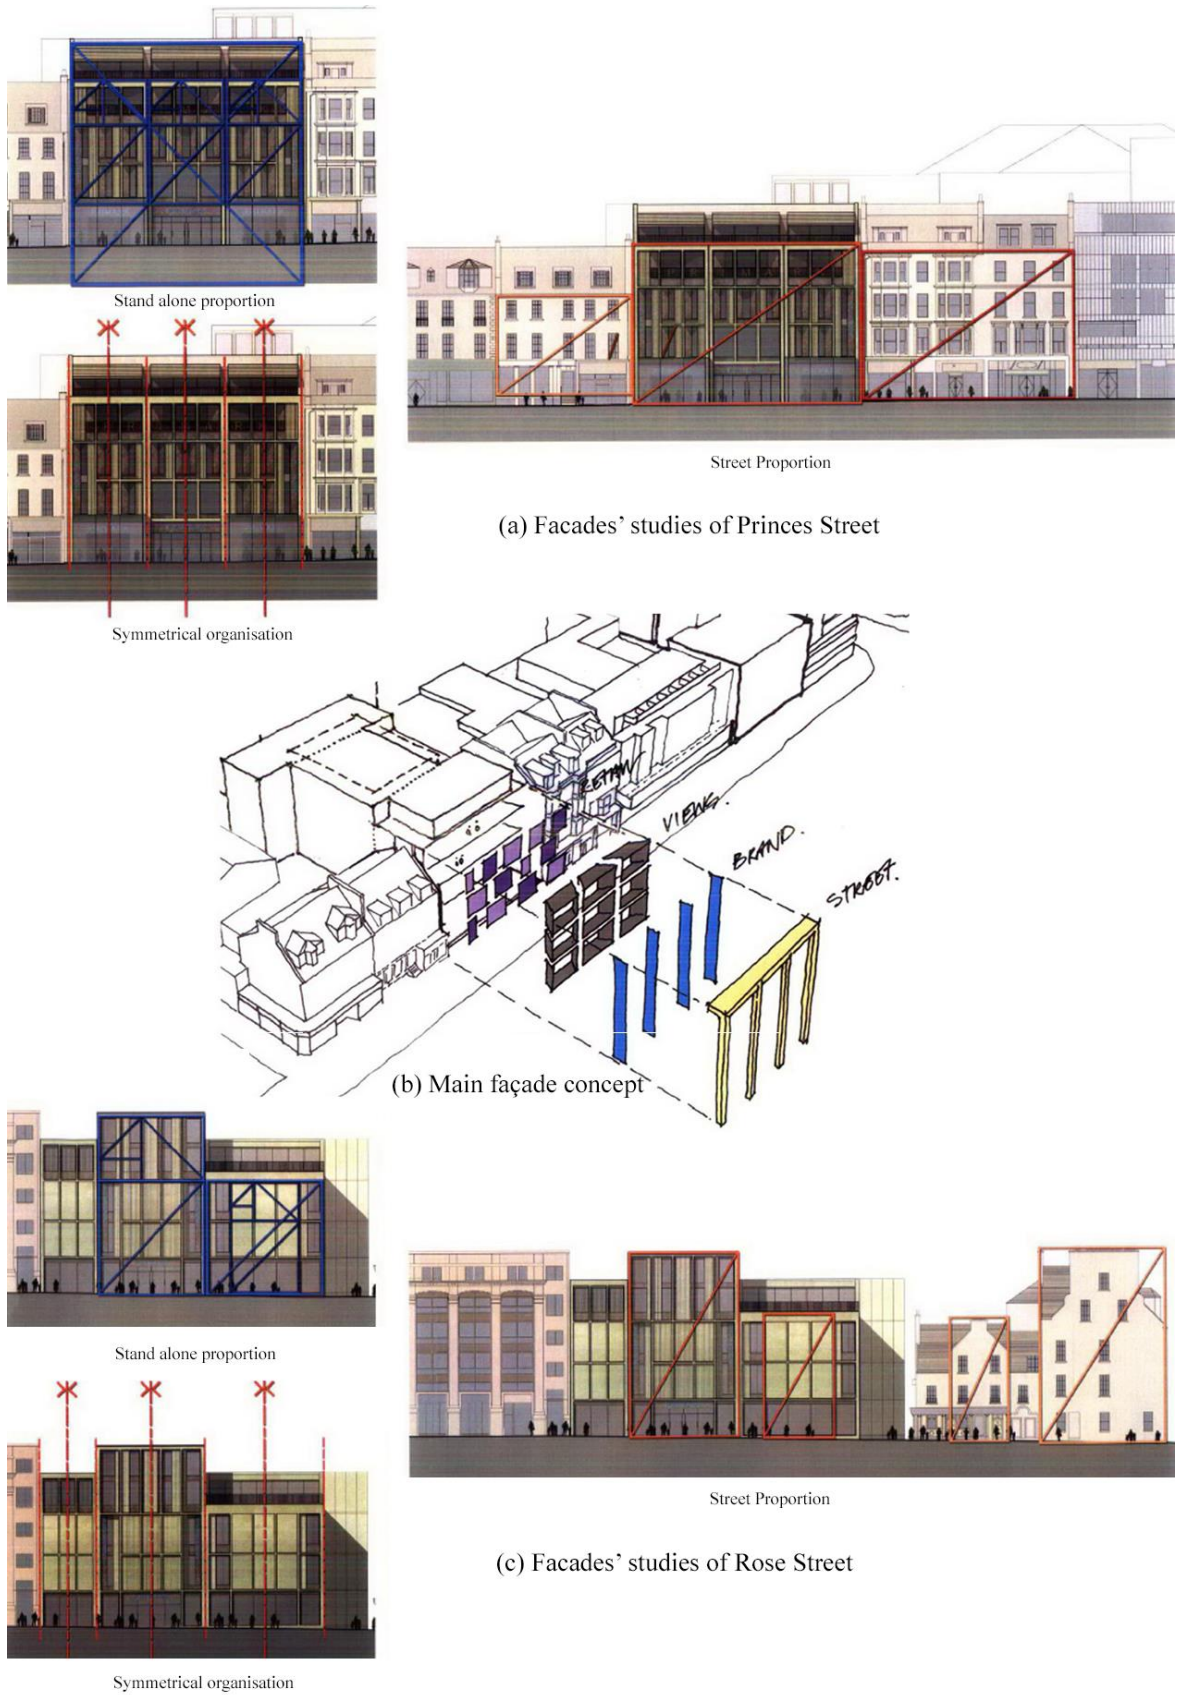 Stand alone proportion
Street Proportion
(a) Facades’ studies of Princes Street
Symmetrical organisation
RETAIN
VIEWS.
BRAND.
STREET.
(b) Main façade concept
Stand alone proportion
Street Proportion
(c) Facades’ studies of Rose Street
Symmetrical organisation